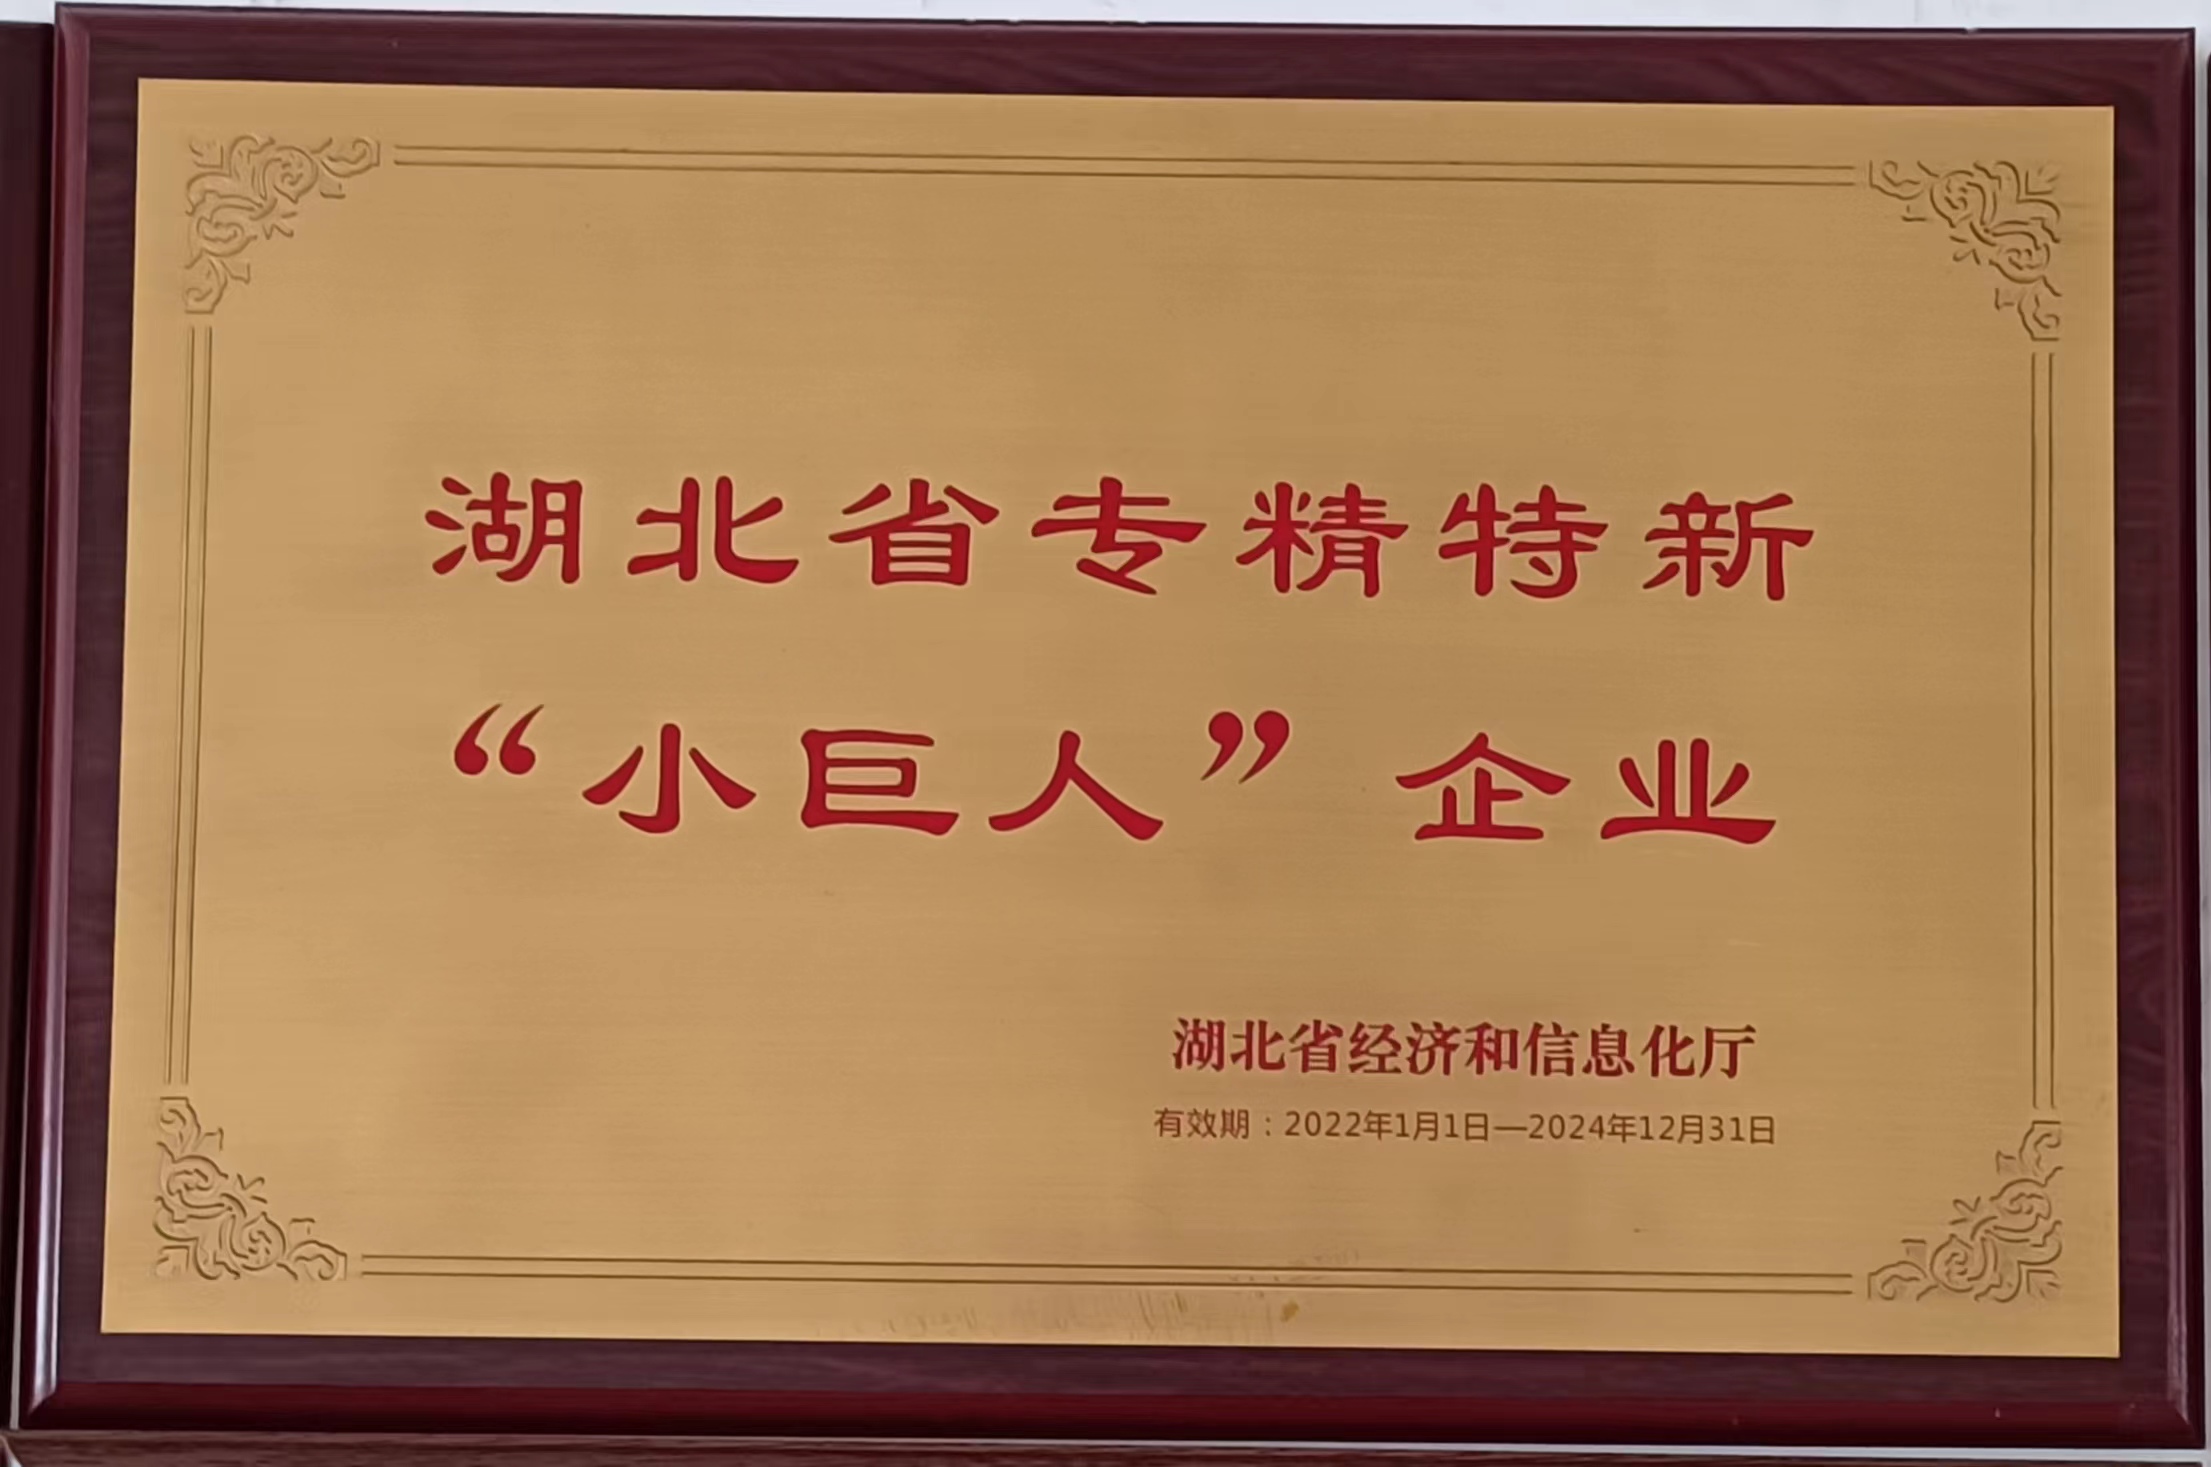 湖北省专精特新
“小巨人”企业
湖北省经济和信息化厅
有效期：2022年1月1日—2024年12月31日